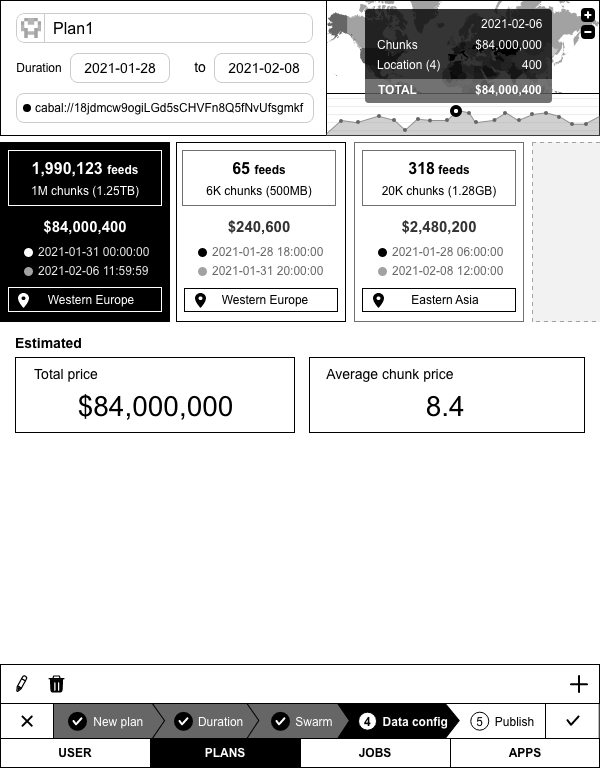 Plan1
Duration 2021-01-28 to 2021-02-08
cabal://18jdmcw9ogiLGd5sCHVFn8Q5fNvUfsgmkf
2021-02-06
Chunks $84,000,000
Location (4) 400
TOTAL $84,000,400
1,990,123 feeds
1M chunks (1.25TB)
$84,000,400
2021-01-31 00:00:00
2021-02-06 11:59:59
Western Europe
65 feeds
6K chunks (500MB)
$240,600
2021-01-28 18:00:00
2021-01-31 20:00:00
Western Europe
318 feeds
20K chunks (1.28GB)
$2,480,200
2021-01-28 06:00:00
2021-02-08 12:00:00
Eastern Asia
Estimated
Total price
$84,000,000
Average chunk price
8.4
New plan Duration Swarm 4 Data config 5 Publish
USER PLANS JOBS APPS